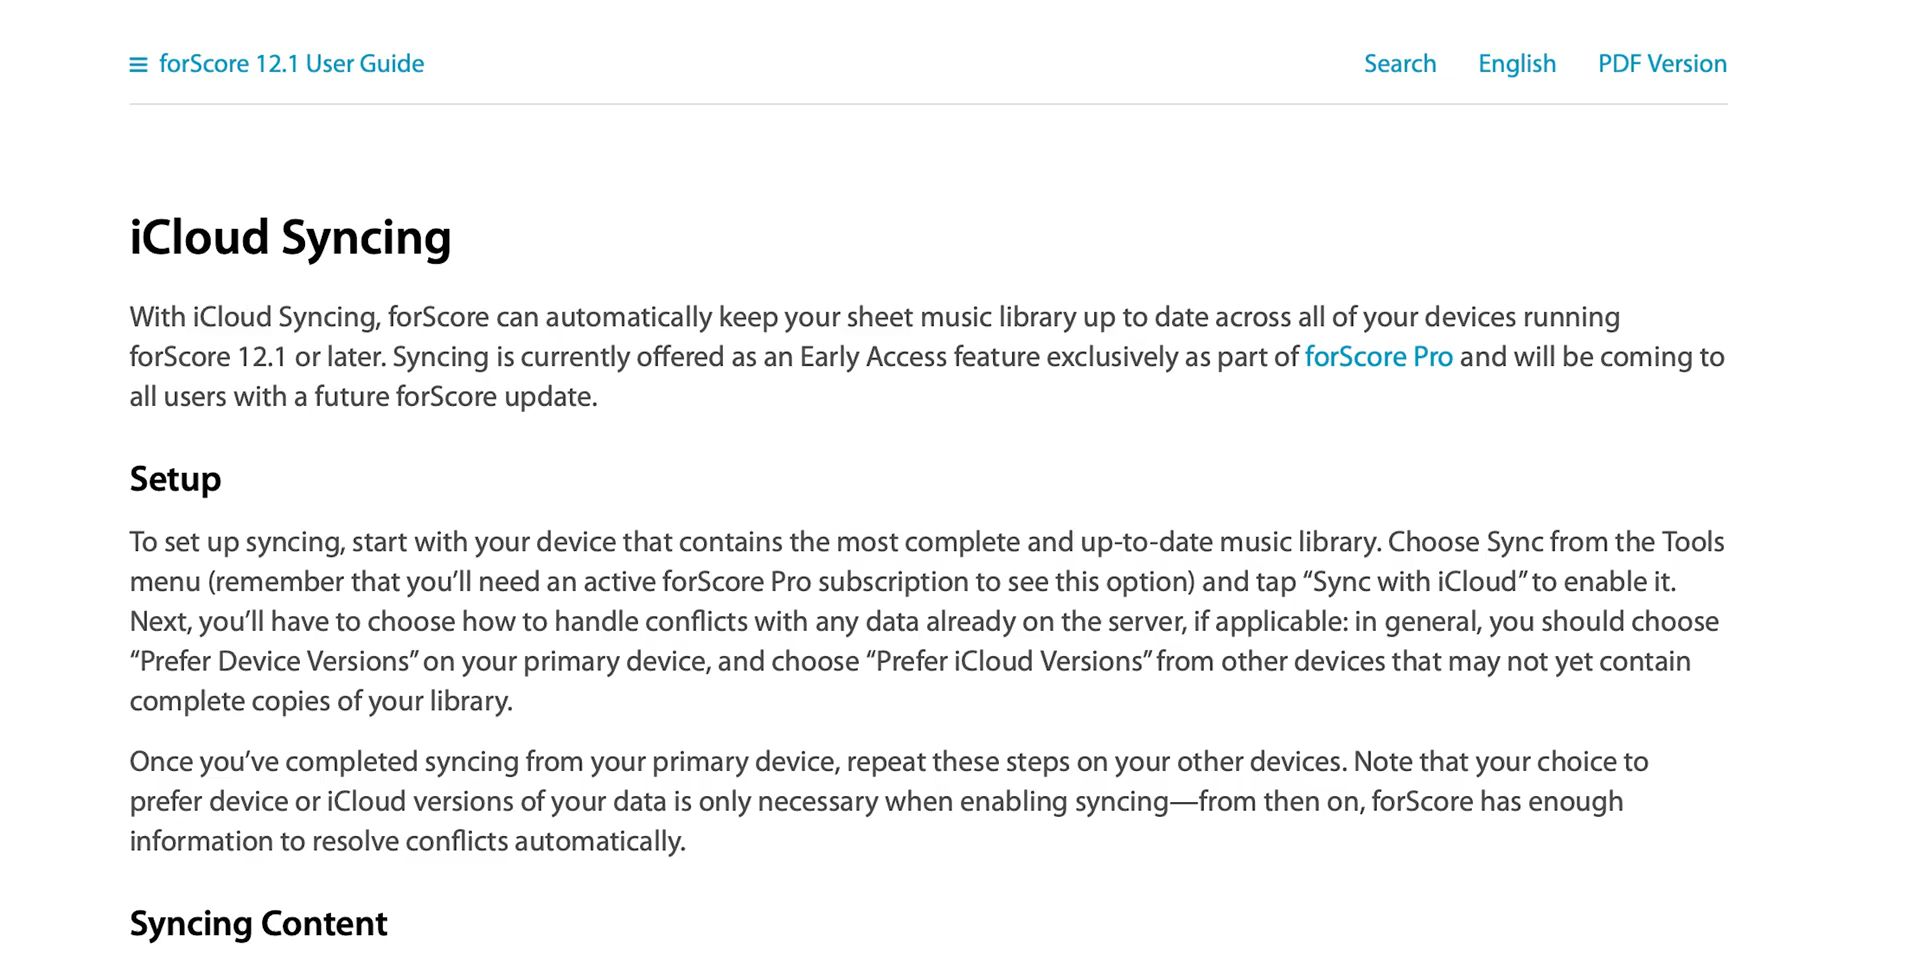 ≡ forScore 12.1 User Guide
Search English PDF Version
iCloud Syncing
With iCloud Syncing, forScore can automatically keep your sheet music library up to date across all of your devices running
forScore 12.1 or later. Syncing is currently offered as an Early Access feature exclusively as part of forScore Pro and will be coming to
all users with a future forScore update.
Setup
To set up syncing, start with your device that contains the most complete and up-to-date music library. Choose Sync from the Tools
menu (remember that you’ll need an active forScore Pro subscription to see this option) and tap “Sync with iCloud” to enable it.
Next, you’ll have to choose how to handle conflicts with any data already on the server, if applicable: in general, you should choose
“Prefer Device Versions” on your primary device, and choose “Prefer iCloud Versions” from other devices that may not yet contain
complete copies of your library.
Once you’ve completed syncing from your primary device, repeat these steps on your other devices. Note that your choice to
prefer device or iCloud versions of your data is only necessary when enabling syncing—from then on, forScore has enough
information to resolve conflicts automatically.
Syncing Content